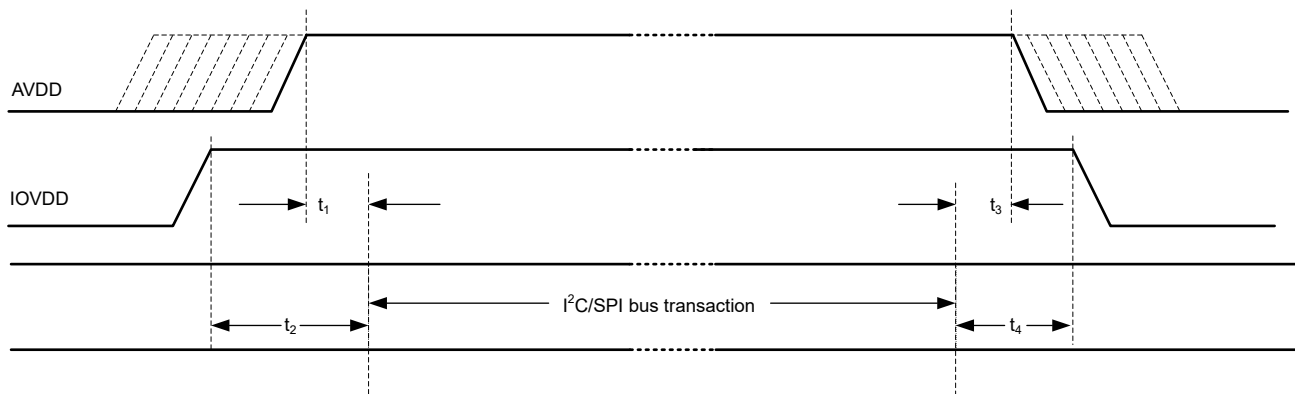 AVDD
IOVDD
t₁
t₃
I²C/SPI bus transaction
t₂
t₄